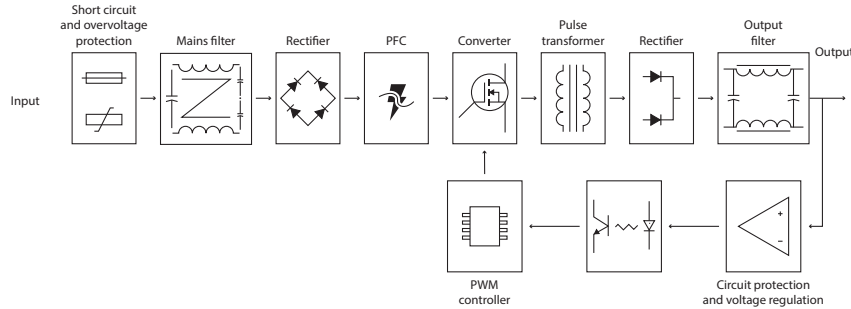 Short circuit
and overvoltage
protection
Mains filter
Rectifier
PFC
Converter
Pulse
transformer
Rectifier
Output
filter
Output
Input
PWM
controller
Circuit protection
and voltage regulation